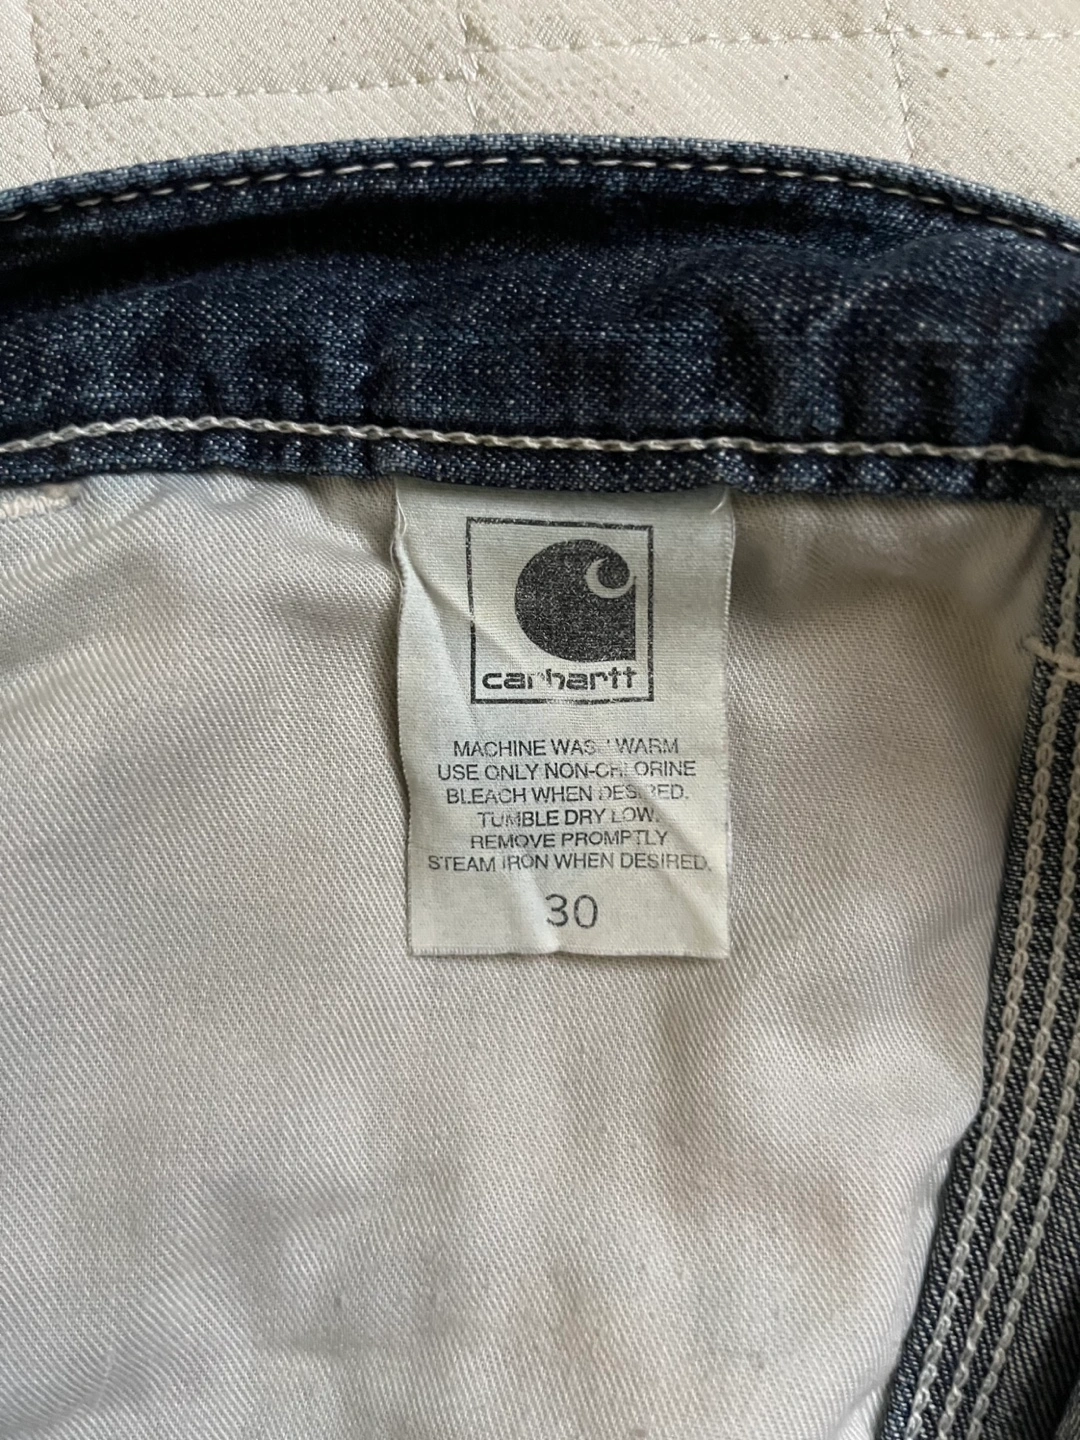 carhartt
MACHINE WASH WARM
USE ONLY NON-CHLORINE
BLEACH WHEN DESIRED.
TUMBLE DRY LOW.
REMOVE PROMPTLY
STEAM IRON WHEN DESIRED.
30